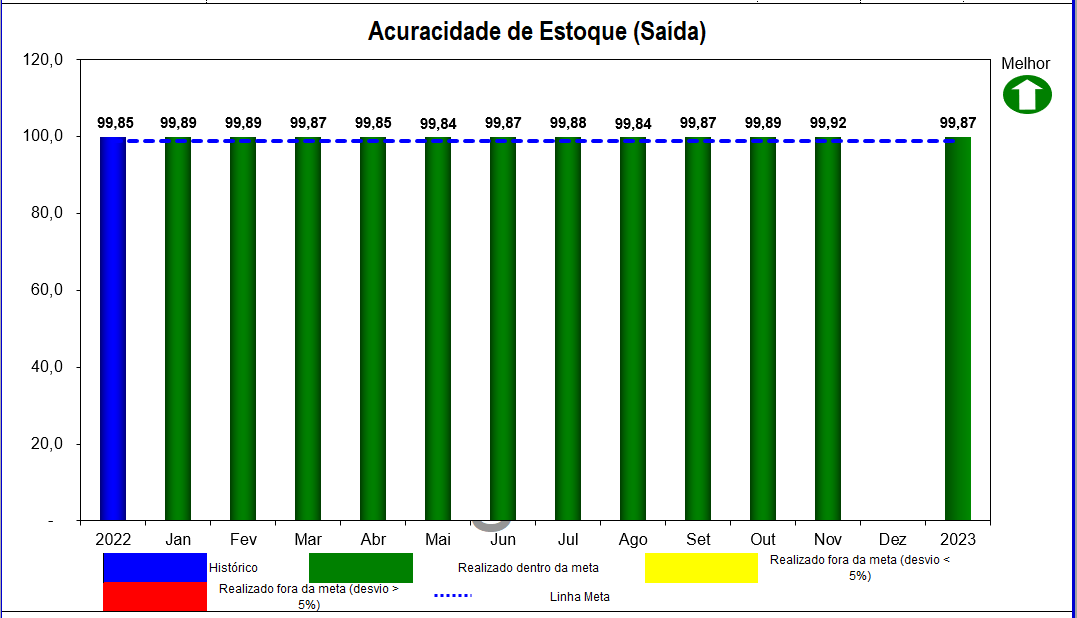 Acuracidade de Estoque (Saída)
Melhor
120,0
100,0
80,0
60,0
40,0
20,0
-
99,85 99,89 99,89 99,87 99,85 99,84 99,87 99,88 99,84 99,87 99,89 99,92 99,87
2022 Jan Fev Mar Abr Mai Jun Jul Ago Set Out Nov Dez 2023
Histórico
Realizado dentro da meta
Realizado fora da meta (desvio <
5%)
Realizado fora da meta (desvio >
5%)
Linha Meta